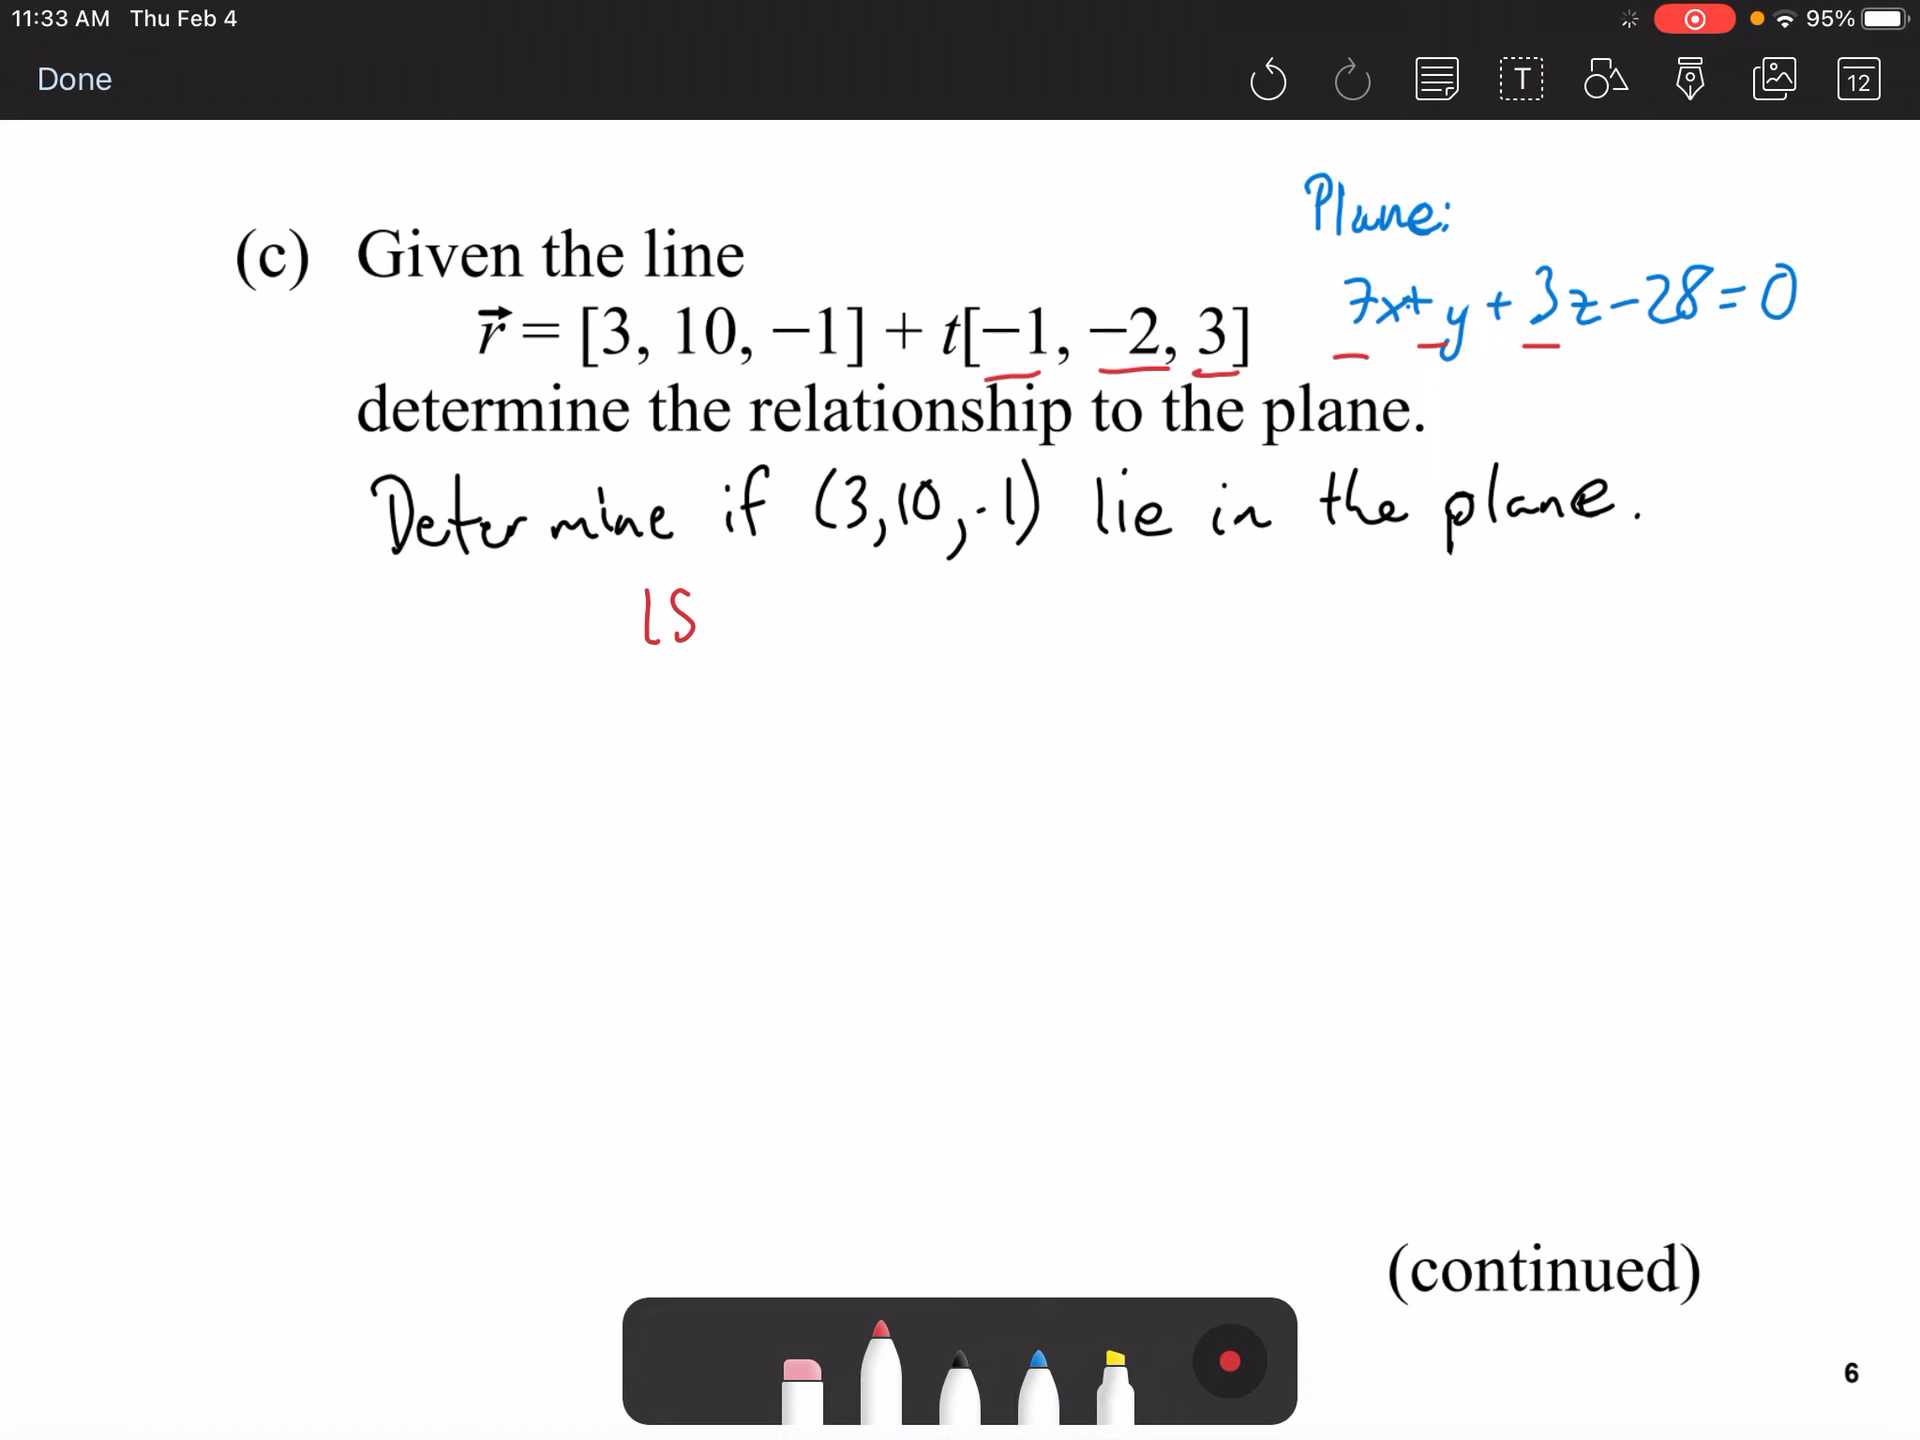 11:33 AM Thu Feb 4 95%
Done T 12
Plane:
(c) Given the line
7x+y+3z-28=0
r⃗ = [3, 10, −1] + t[−1, −2, 3]
determine the relationship to the plane.
Determine if (3,10,-1) lie in the plane.
LS
(continued)
6